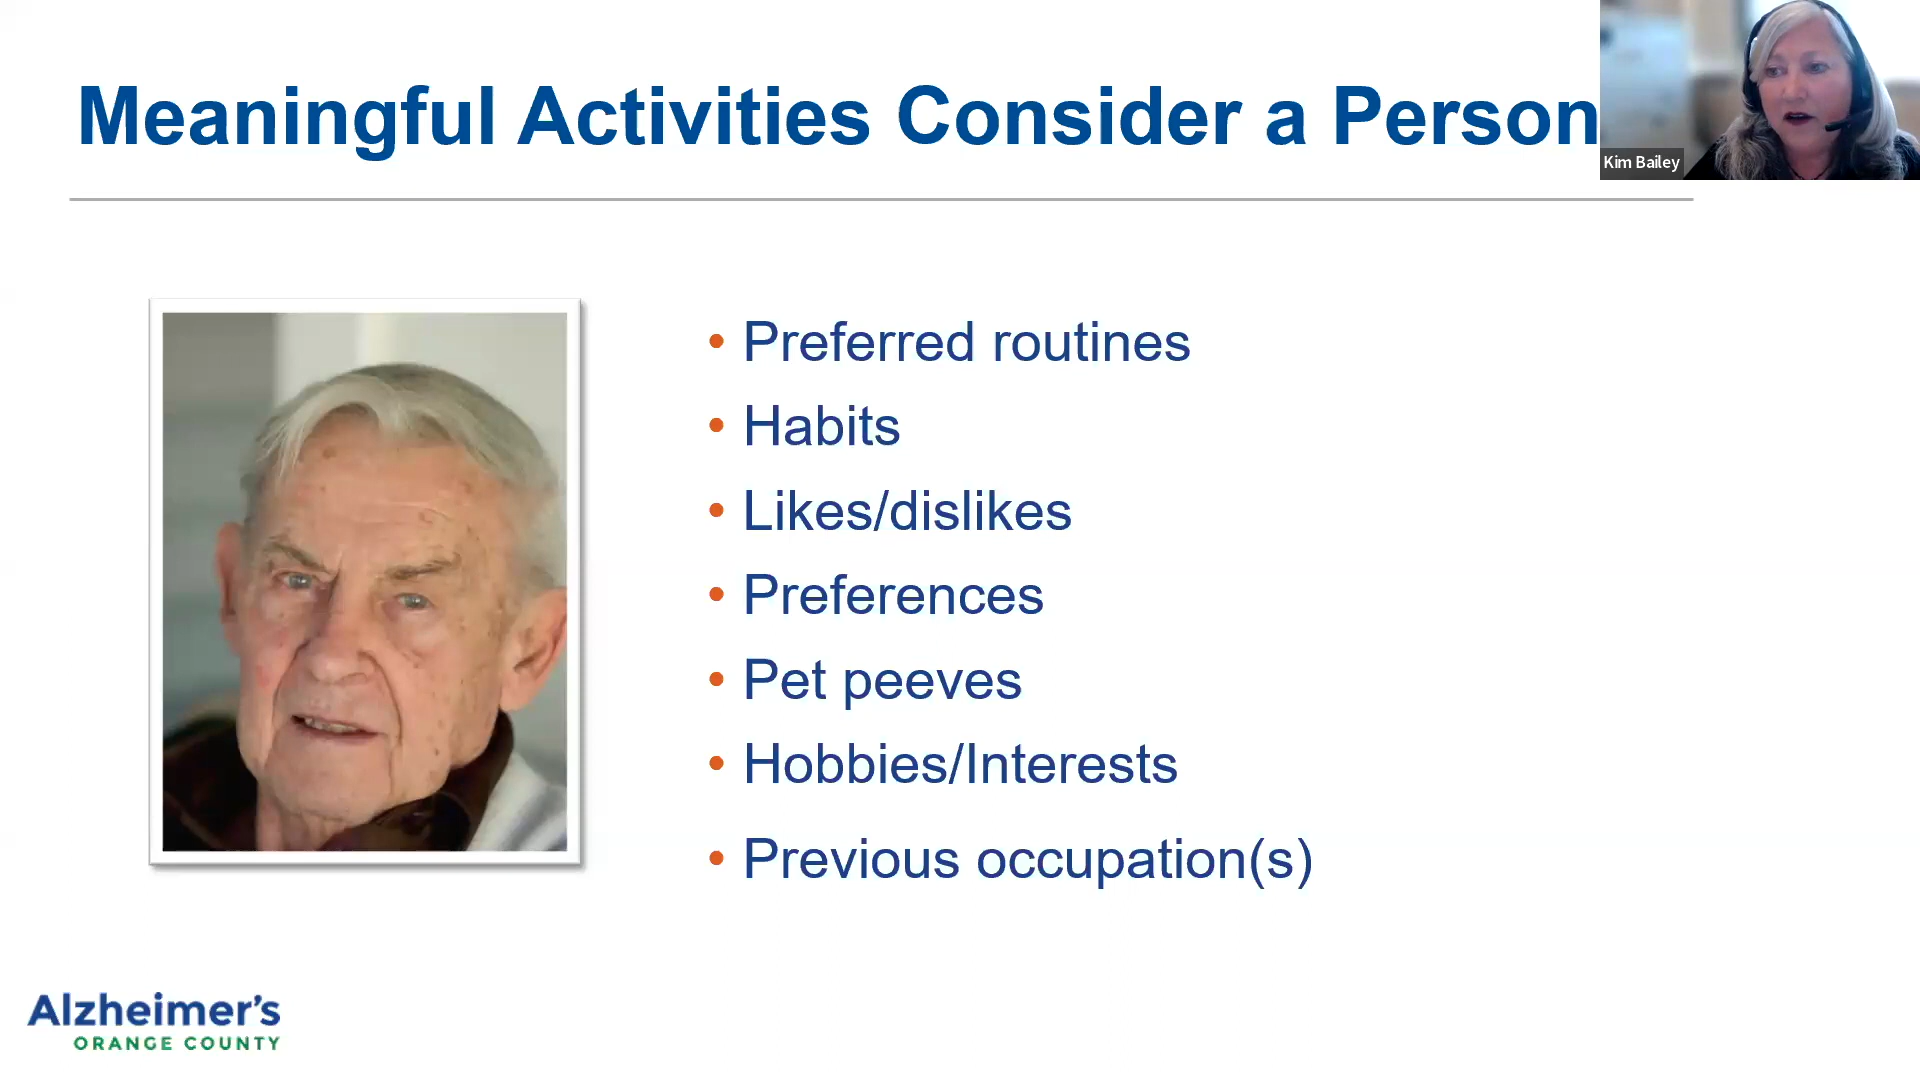 Meaningful Activities Consider a Person
Kim Bailey
• Preferred routines
• Habits
• Likes/dislikes
• Preferences
• Pet peeves
• Hobbies/Interests
• Previous occupation(s)
Alzheimer's
ORANGE COUNTY